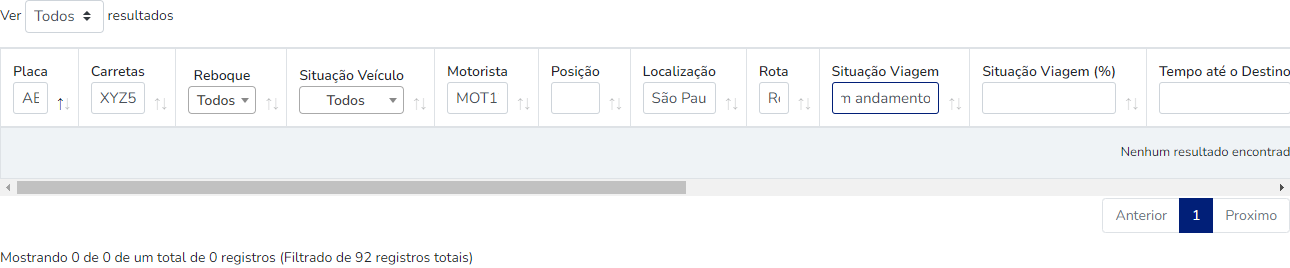 Ver Todos resultados
Placa Carretas Reboque Situação Veículo Motorista Posição Localização Rota Situação Viagem Situação Viagem (%) Tempo até o Destino
XYZ5 Todos Todos MOT1 São Pau andamento
Nenhum resultado encontrad
Anterior 1 Proximo
Mostrando 0 de 0 de um total de 0 registros (Filtrado de 92 registros totais)